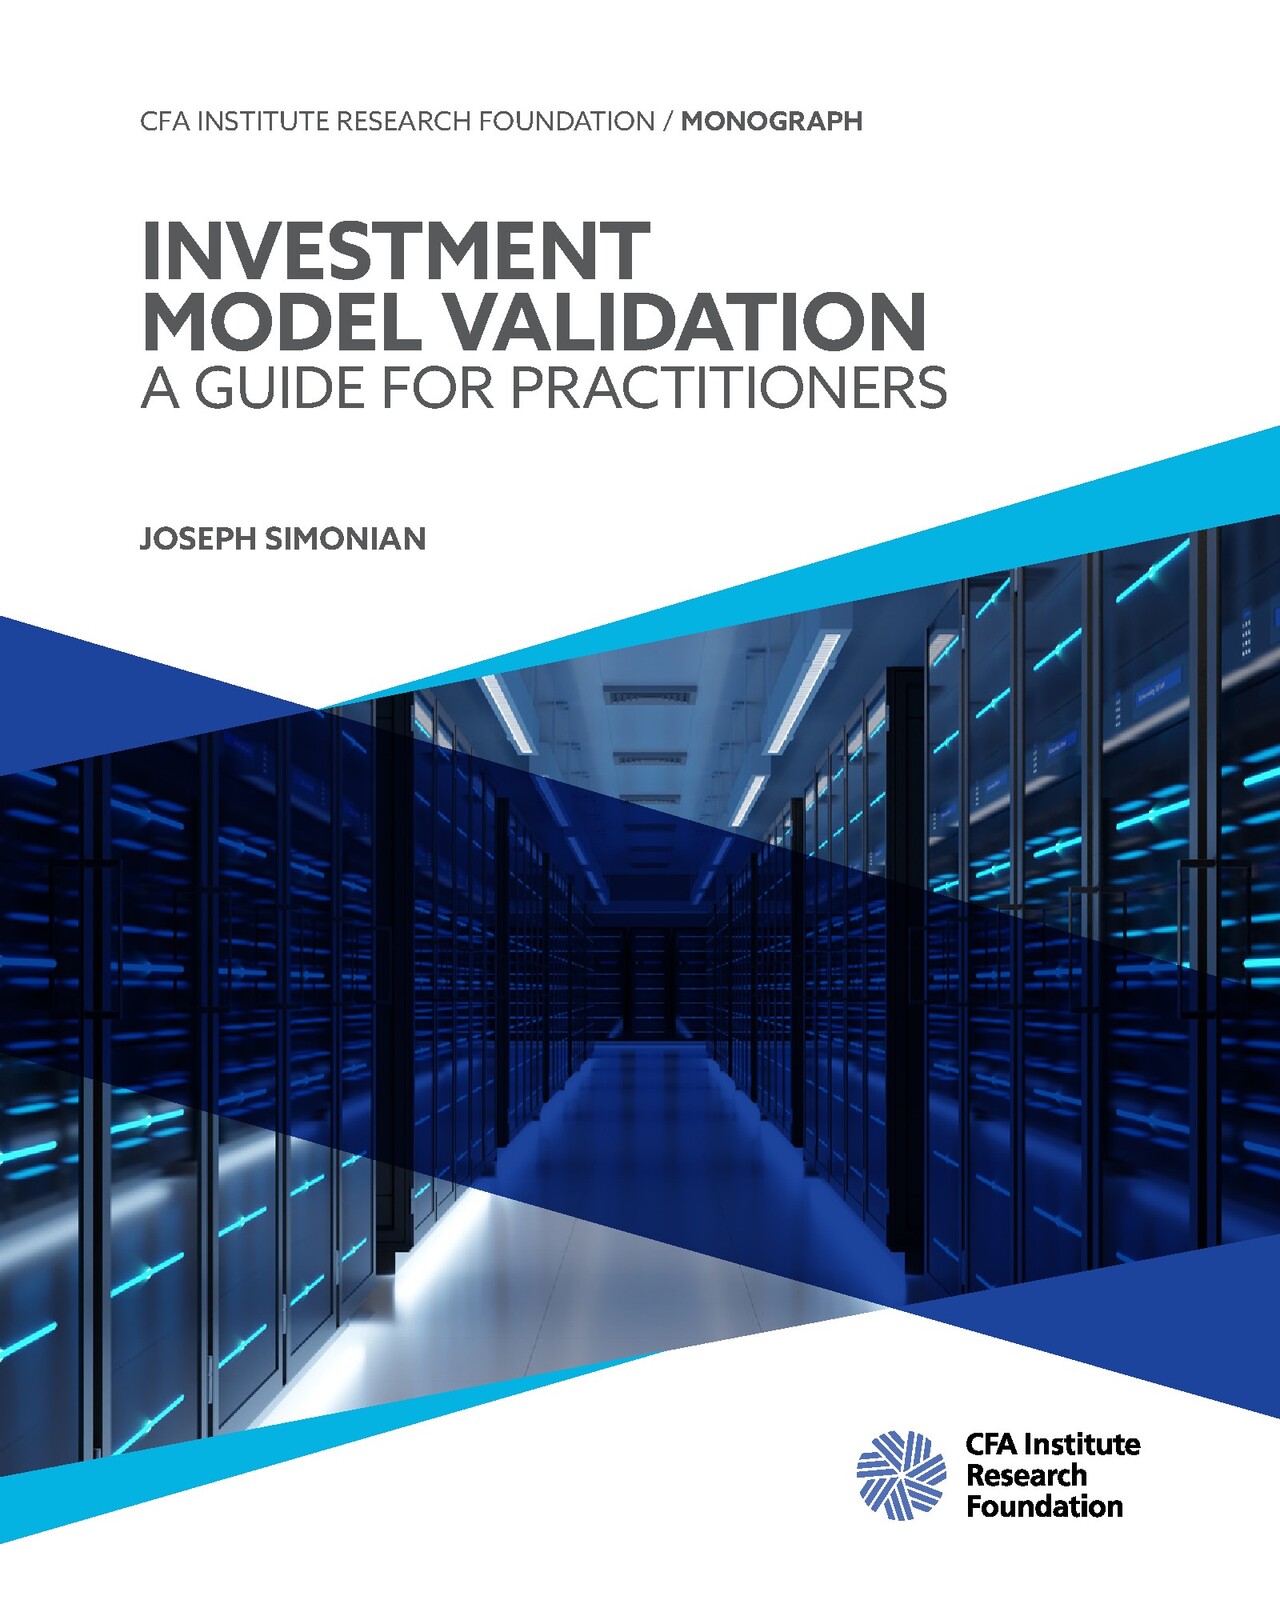 CFA INSTITUTE RESEARCH FOUNDATION / MONOGRAPH
INVESTMENT
MODEL VALIDATION
A GUIDE FOR PRACTITIONERS
JOSEPH SIMONIAN
CFA Institute
Research
Foundation